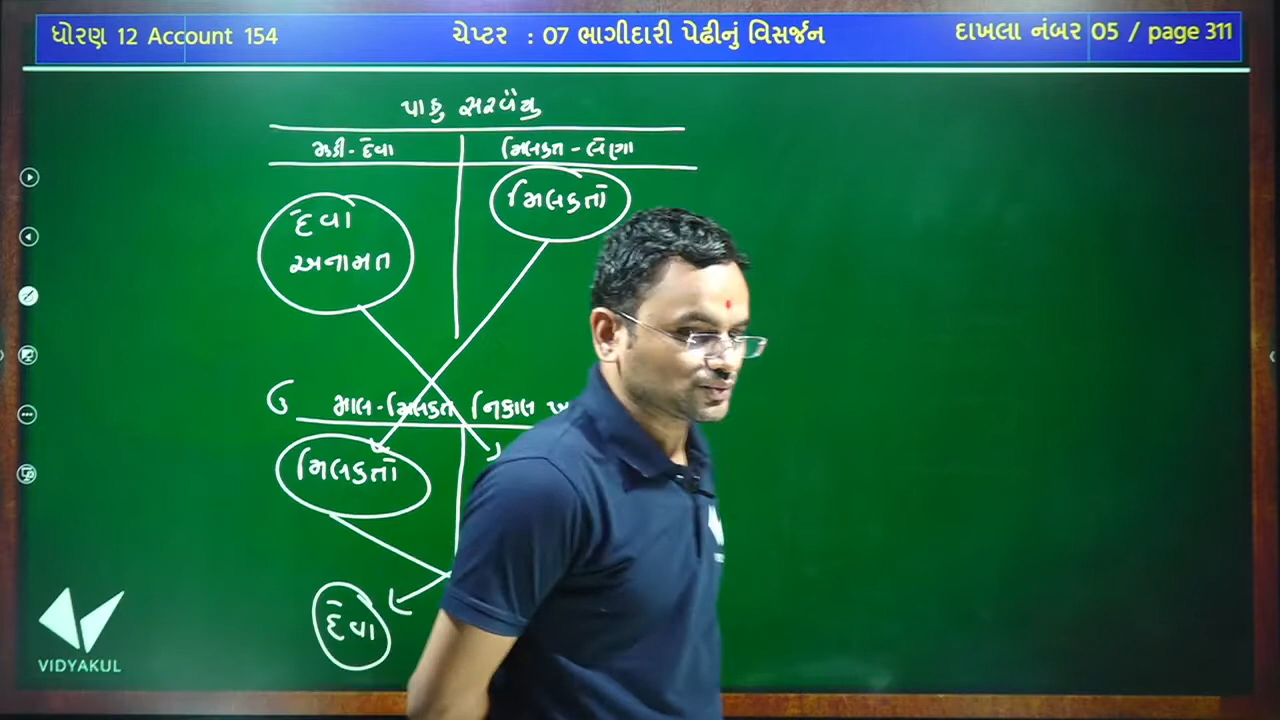 ધોરણ 12 Account 154
ચેપ્ટર : 07 ભાગીદારી પેઢીનું વિસર્જન
દાખલા નંબર 05 / page 311
પાકુ સરવૈયુ
મુડી - દેવા
મિલકત - લેણા
દેવા
અનામત
મિલકતો
ઉ માલ - મિલકત નિકાલ
મિલકતો
દેવા
VIDYAKUL